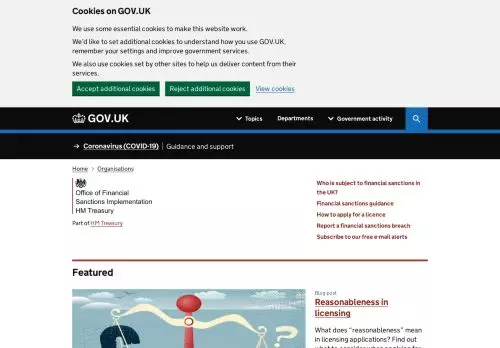 Cookies on GOV.UK
We use some essential cookies to make this website work.
We'd like to set additional cookies to understand how you use GOV.UK,
remember your settings and improve government services.
We also use cookies set by other sites to help us deliver content from their
services.
Accept additional cookies Reject additional cookies View cookies
GOV.UK Topics Departments Government activity
→ Coronavirus (COVID-19) Guidance and support
Home > Organisations
Office of Financial
Sanctions Implementation
HM Treasury
Part of HM Treasury
Who is subject to financial sanctions in
the UK?
Financial sanctions guidance
How to apply for a licence
Report a financial sanctions breach
Subscribe to our free e-mail alerts
Featured
Blog post
Reasonableness in
licensing
What does "reasonableness" mean
in licensing applications? Find out
what to consider when applying for